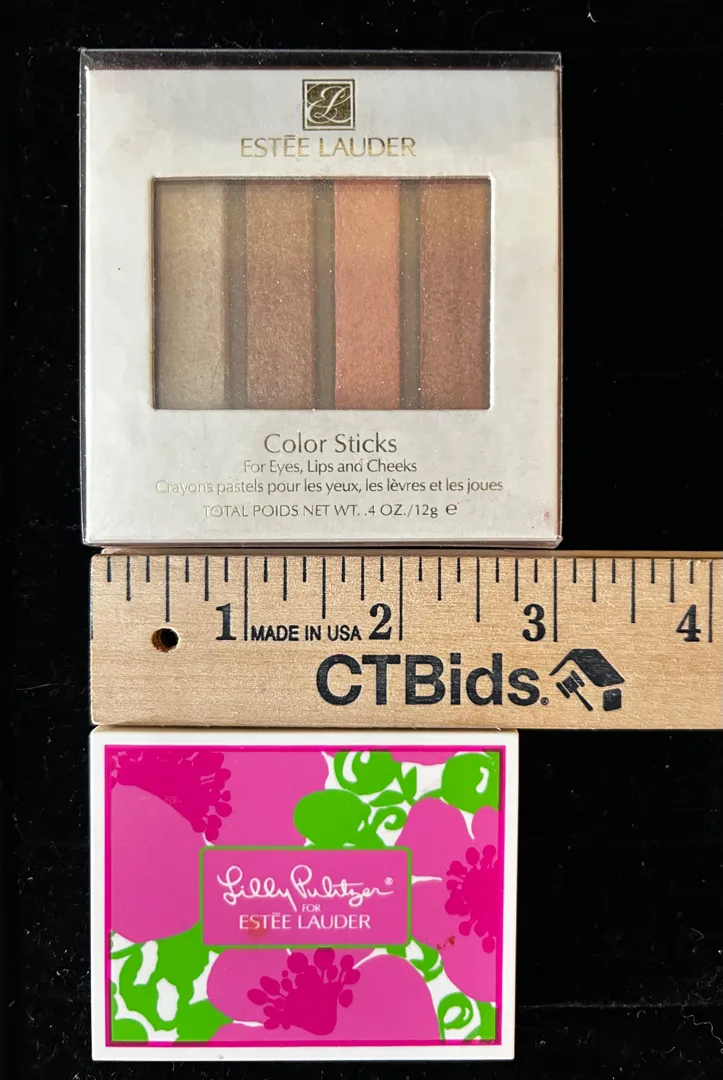 ESTĒE LAUDER
Color Sticks
For Eyes, Lips and Cheeks
Crayons pastels pour les yeux, les lèvres et les joues
TOTAL POIDS NET WT. .4 OZ./12g e
1 MADE IN USA 2 3 4
CTBids®
Lilly Pulitzer®
FOR
ESTĒE LAUDER